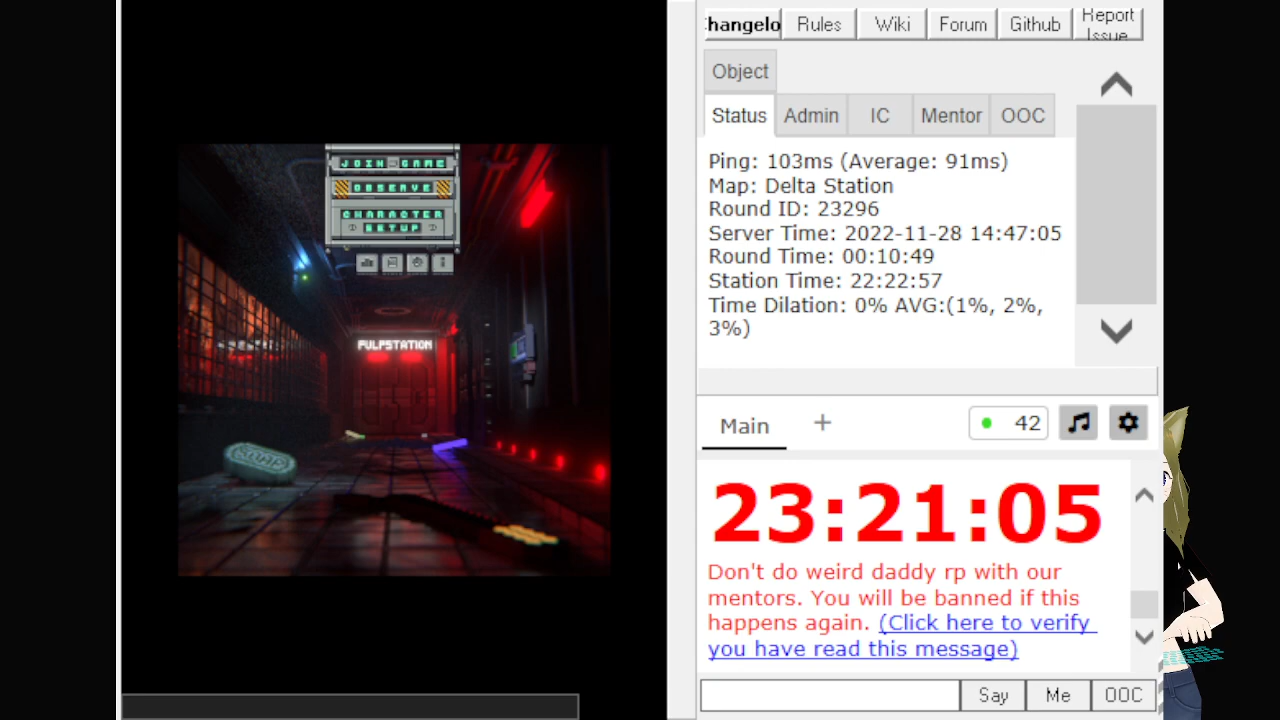 Changelo
Rules
Wiki
Forum
Github
Report Issue
Object
Status
Admin
IC
Mentor
OOC
Ping: 103ms (Average: 91ms)
Map: Delta Station
Round ID: 23296
Server Time: 2022-11-28 14:47:05
Round Time: 00:10:49
Station Time: 22:22:57
Time Dilation: 0% AVG:(1%, 2%,
3%)
JOIN GAME
OBSERVE
CHARACTER
SETUP
PULPSTATION
SOAP
Main
+
42
23:21:05
Don't do weird daddy rp with our
mentors. You will be banned if this
happens again. (Click here to verify
you have read this message)
Say
Me
OOC